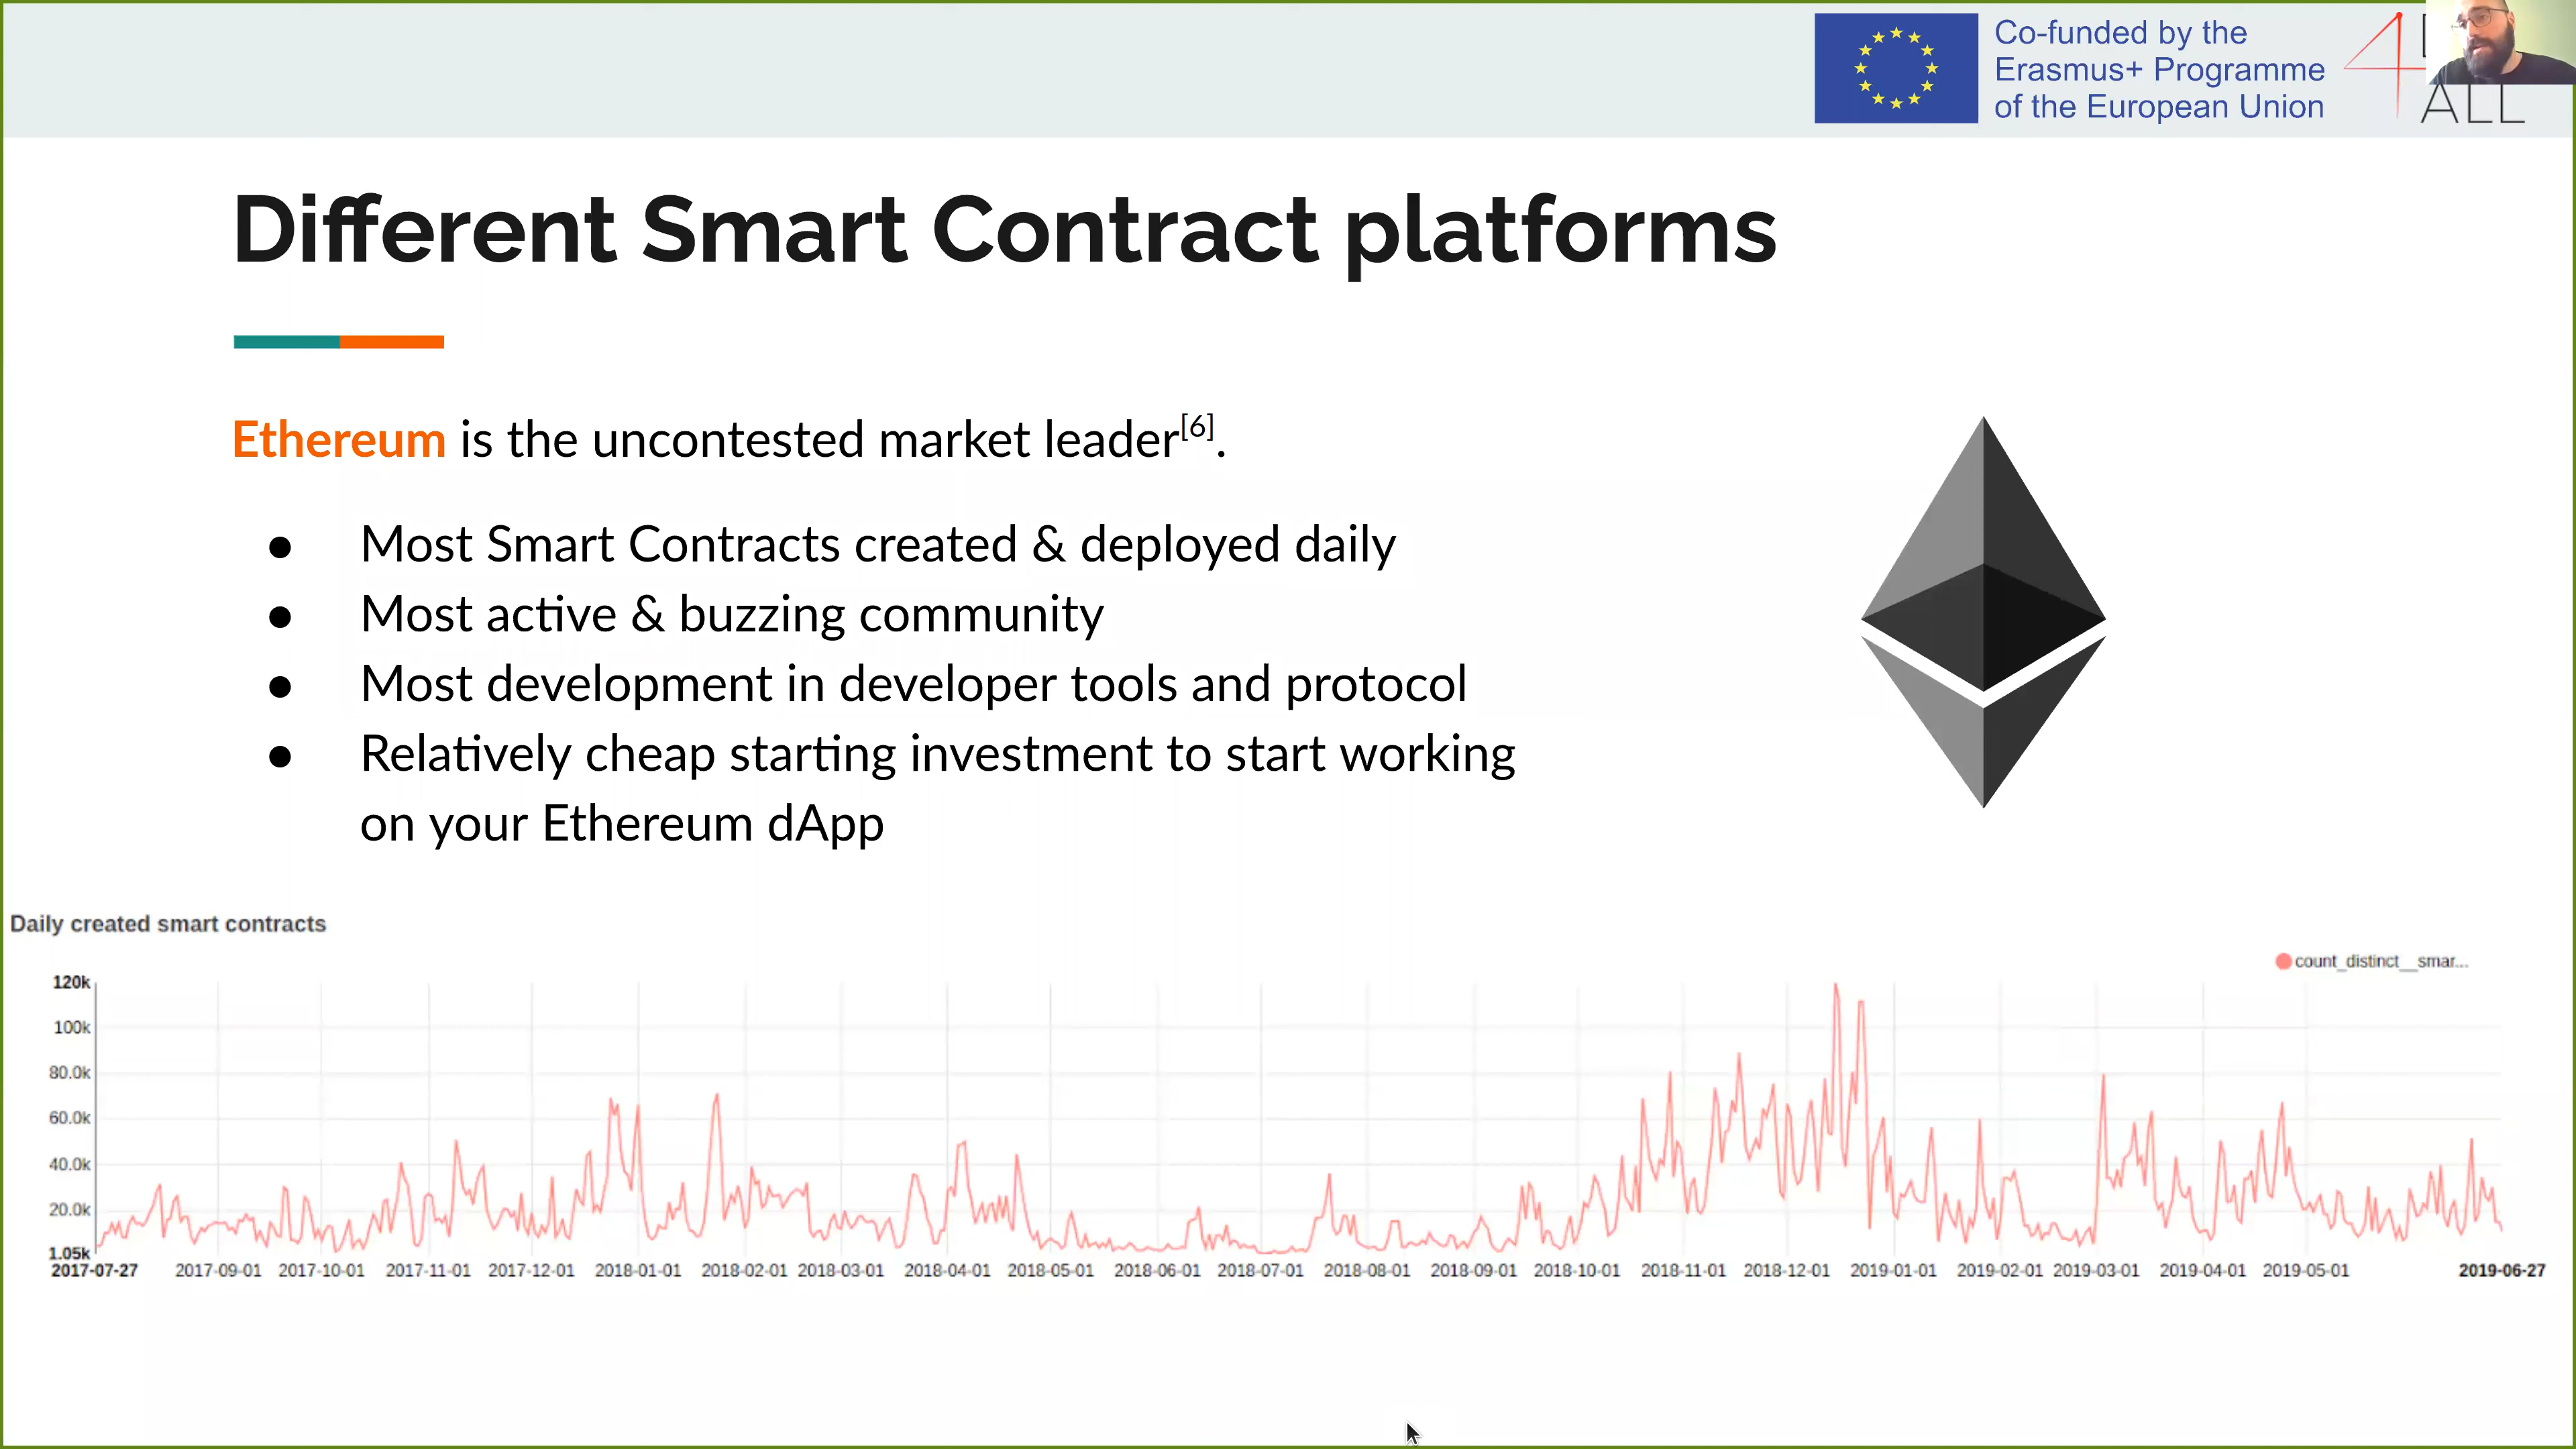 Co-funded by the
Erasmus+ Programme
of the European Union
4
ALL
Different Smart Contract platforms
Ethereum is the uncontested market leader[6].
● Most Smart Contracts created & deployed daily
● Most active & buzzing community
● Most development in developer tools and protocol
● Relatively cheap starting investment to start working
on your Ethereum dApp
Daily created smart contracts
count_distinct__smar...
120k
100k
80.0k
60.0k
40.0k
20.0k
1.05k
2017-07-27 2017-09-01 2017-10-01 2017-11-01 2017-12-01 2018-01-01 2018-02-01 2018-03-01 2018-04-01 2018-05-01 2018-06-01 2018-07-01 2018-08-01 2018-09-01 2018-10-01 2018-11-01 2018-12-01 2019-01-01 2019-02-01 2019-03-01 2019-04-01 2019-05-01 2019-06-27